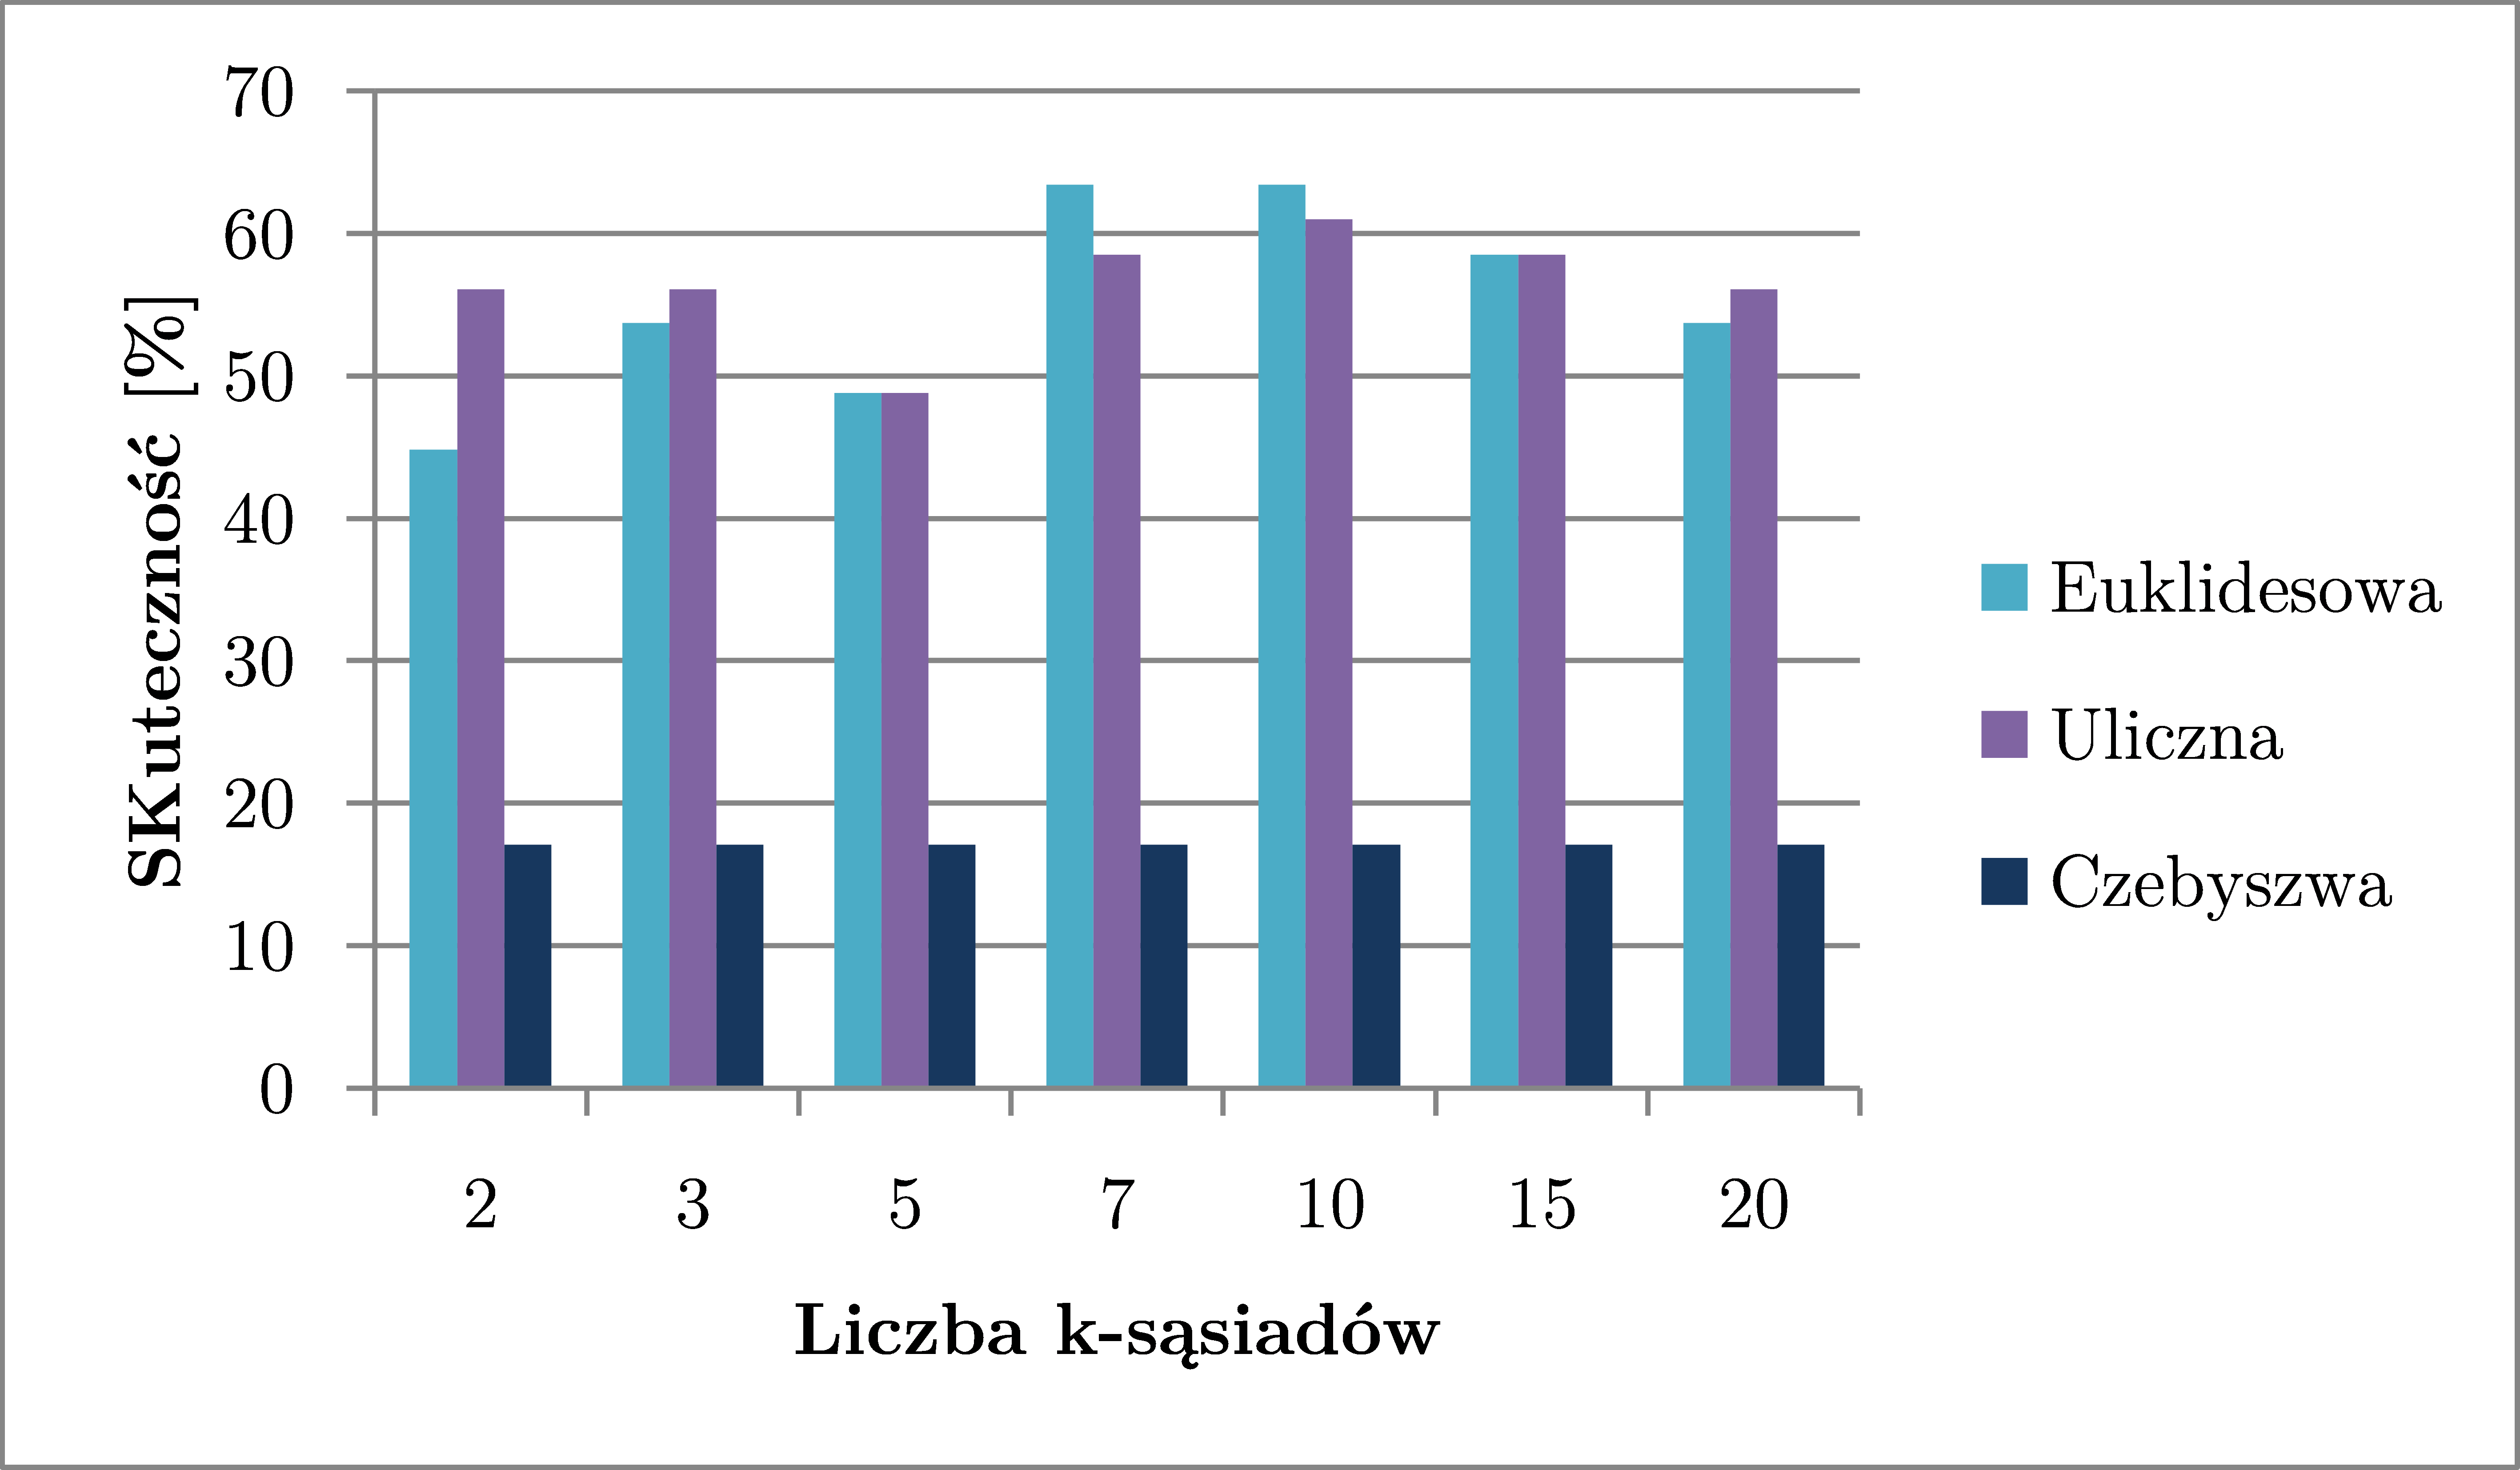 70
60
50
40
30
20
10
0
SKuteczność [%]
2 3 5 7 10 15 20
Liczba k-sąsiadów
Euklidesowa
Uliczna
Czebyszwa